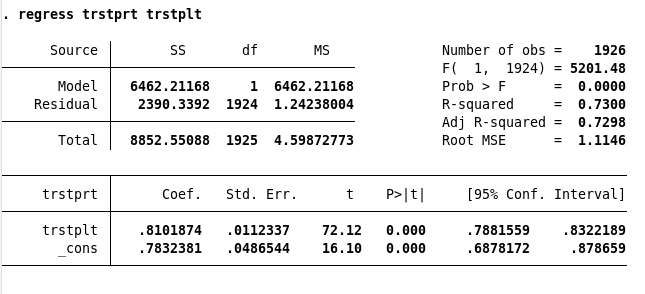 . regress trstprt trstplt
Source SS df MS Number of obs = 1926
F( 1, 1924) = 5201.48
Model 6462.21168 1 6462.21168 Prob > F = 0.0000
Residual 2390.3392 1924 1.24238004 R-squared = 0.7300
Adj R-squared = 0.7298
Total 8852.55088 1925 4.59872773 Root MSE = 1.1146
trstprt Coef. Std. Err. t P>|t| [95% Conf. Interval]
trstplt .8101874 .0112337 72.12 0.000 .7881559 .8322189
_cons .7832381 .0486544 16.10 0.000 .6878172 .878659